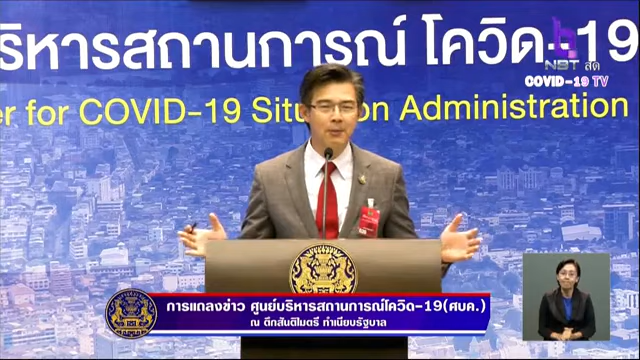 ริหารสถานการณ์ โควิด-19
NBT สด
COVID-19 TV
er for COVID-19 Situ on Administration
การแถลงข่าว ศูนย์บริหารสถานการณ์โควิด-19(ศบค.)
ณ ตึกสันติไมตรี ทำเนียบรัฐบาล